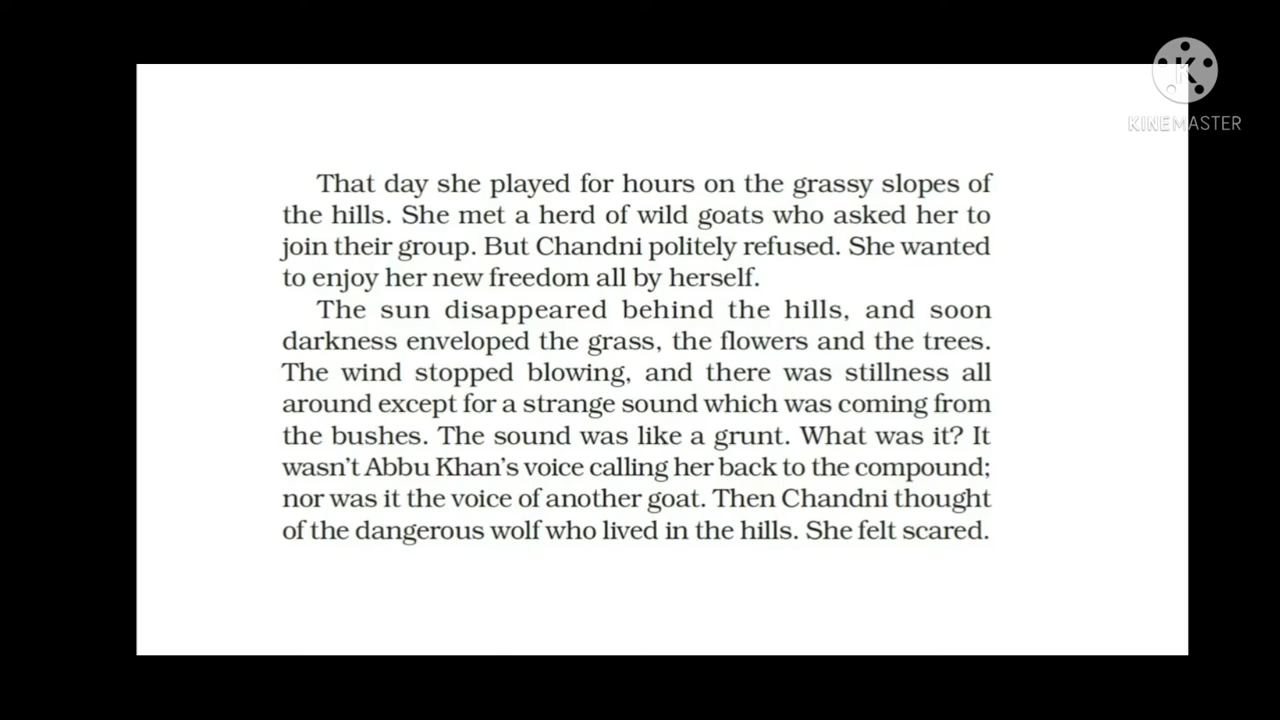 KINEMASTER
That day she played for hours on the grassy slopes of
the hills. She met a herd of wild goats who asked her to
join their group. But Chandni politely refused. She wanted
to enjoy her new freedom all by herself.
The sun disappeared behind the hills, and soon
darkness enveloped the grass, the flowers and the trees.
The wind stopped blowing, and there was stillness all
around except for a strange sound which was coming from
the bushes. The sound was like a grunt. What was it? It
wasn't Abbu Khan's voice calling her back to the compound;
nor was it the voice of another goat. Then Chandni thought
of the dangerous wolf who lived in the hills. She felt scared.